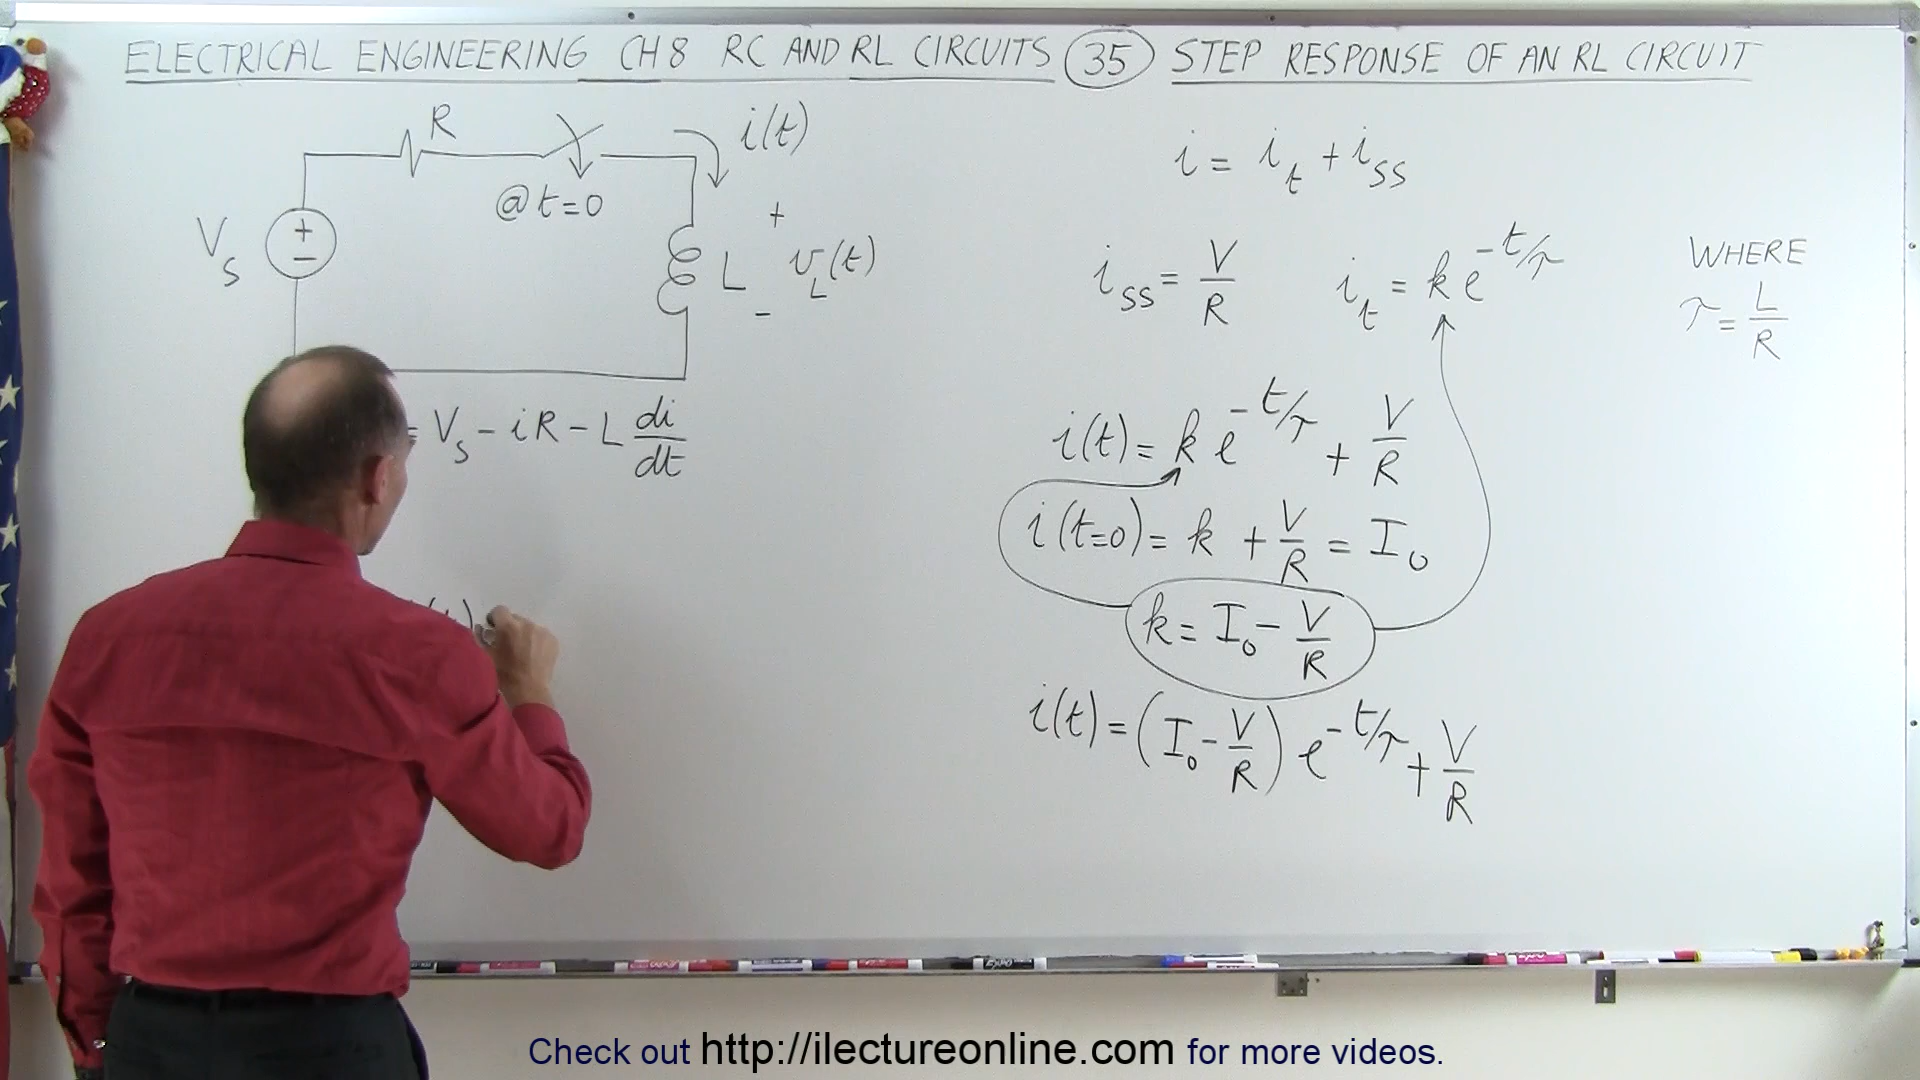 ELECTRICAL ENGINEERING CH 8 RC AND RL CIRCUITS 35 STEP RESPONSE OF AN RL CIRCUIT
R
i(t)
@ t=0
V_S
+
−
+
L
v_L(t)
-
= V_S - iR - L di/dt
(t)
i = i_t + i_SS
i_SS = V/R
i_t = k e^(-t/τ)
WHERE
τ = L/R
i(t) = k e^(-t/τ) + V/R
i(t=0) = k + V/R = I_0
k = I_0 - V/R
i(t) = (I_0 - V/R) e^(-t/τ) + V/R
EXPO
Check out http://ilectureonline.com for more videos.